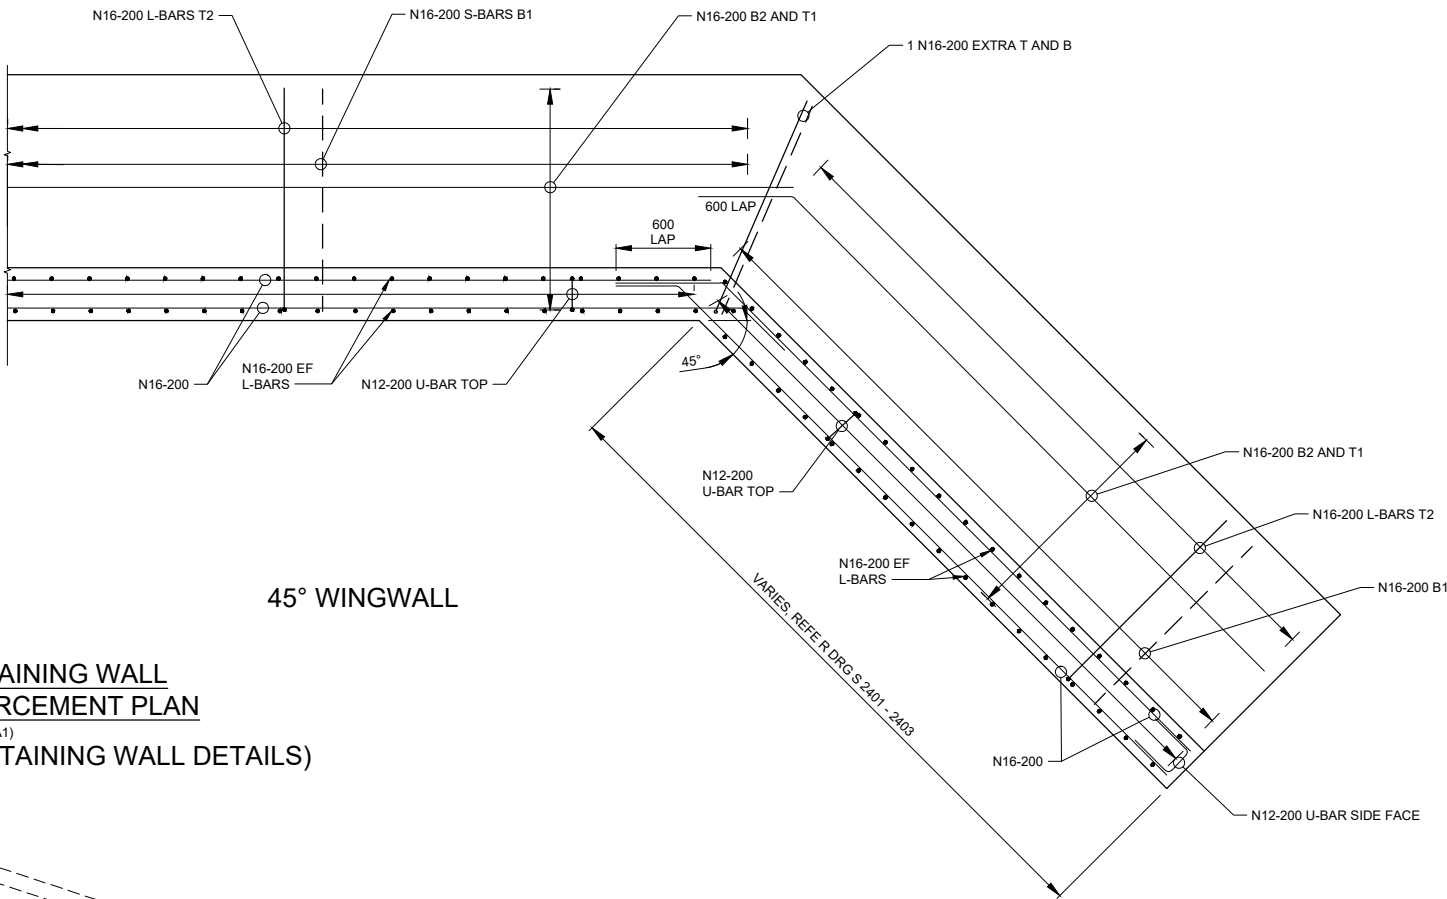 N16-200 L-BARS T2
N16-200 S-BARS B1
N16-200 B2 AND T1
1 N16-200 EXTRA T AND B
600 LAP
600
LAP
N16-200
N16-200 EF
L-BARS
N12-200 U-BAR TOP
45°
N12-200
U-BAR TOP
N16-200 B2 AND T1
N16-200 L-BARS T2
N16-200 EF
L-BARS
N16-200 B1
45° WINGWALL
VARIES, REFE R DRG S 2401 - 2403
AINING WALL
RCEMENT PLAN
A1)
TAINING WALL DETAILS)
N16-200
N12-200 U-BAR SIDE FACE